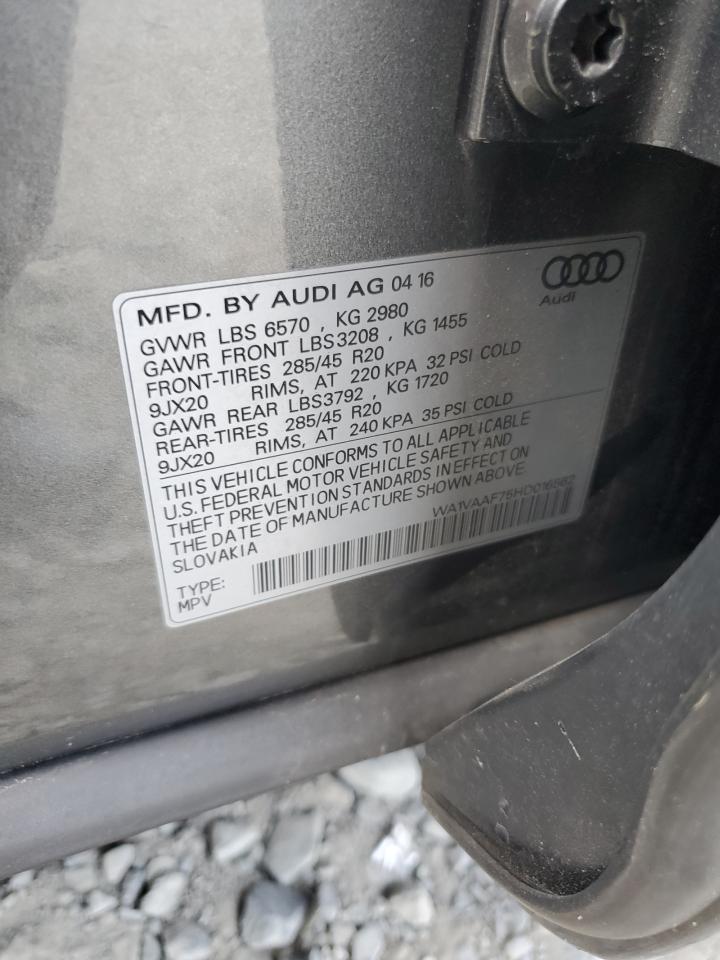 MFD. BY AUDI AG 04 16
Audi
GVWR LBS 6570 , KG 2980
GAWR FRONT LBS3208 , KG 1455
FRONT-TIRES 285/45 R20
9JX20 RIMS, AT 220 KPA 32 PSI COLD
GAWR REAR LBS3792 , KG 1720
REAR-TIRES 285/45 R20
9JX20 RIMS, AT 240 KPA 35 PSI COLD
THIS VEHICLE CONFORMS TO ALL APPLICABLE
U.S. FEDERAL MOTOR VEHICLE SAFETY AND
THEFT PREVENTION STANDARDS IN EFFECT ON
THE DATE OF MANUFACTURE SHOWN ABOVE.
SLOVAKIA
WA1VAAF75HD016562
TYPE:
MPV